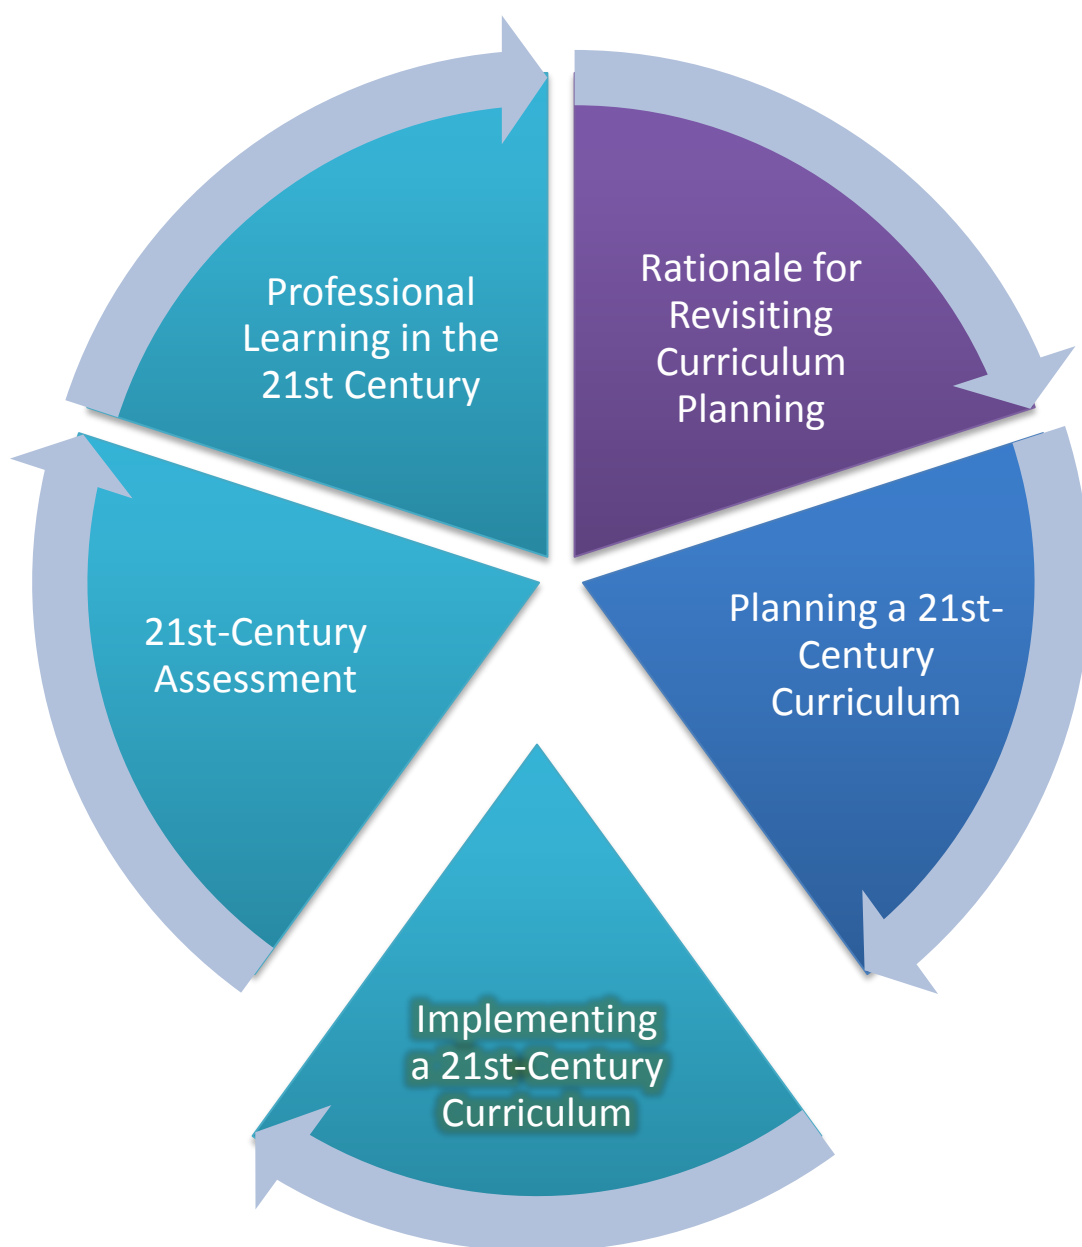 Professional
Learning in the
21st Century
Rationale for
Revisiting
Curriculum
Planning
Planning a 21st-
Century
Curriculum
Implementing
a 21st-Century
Curriculum
21st-Century
Assessment